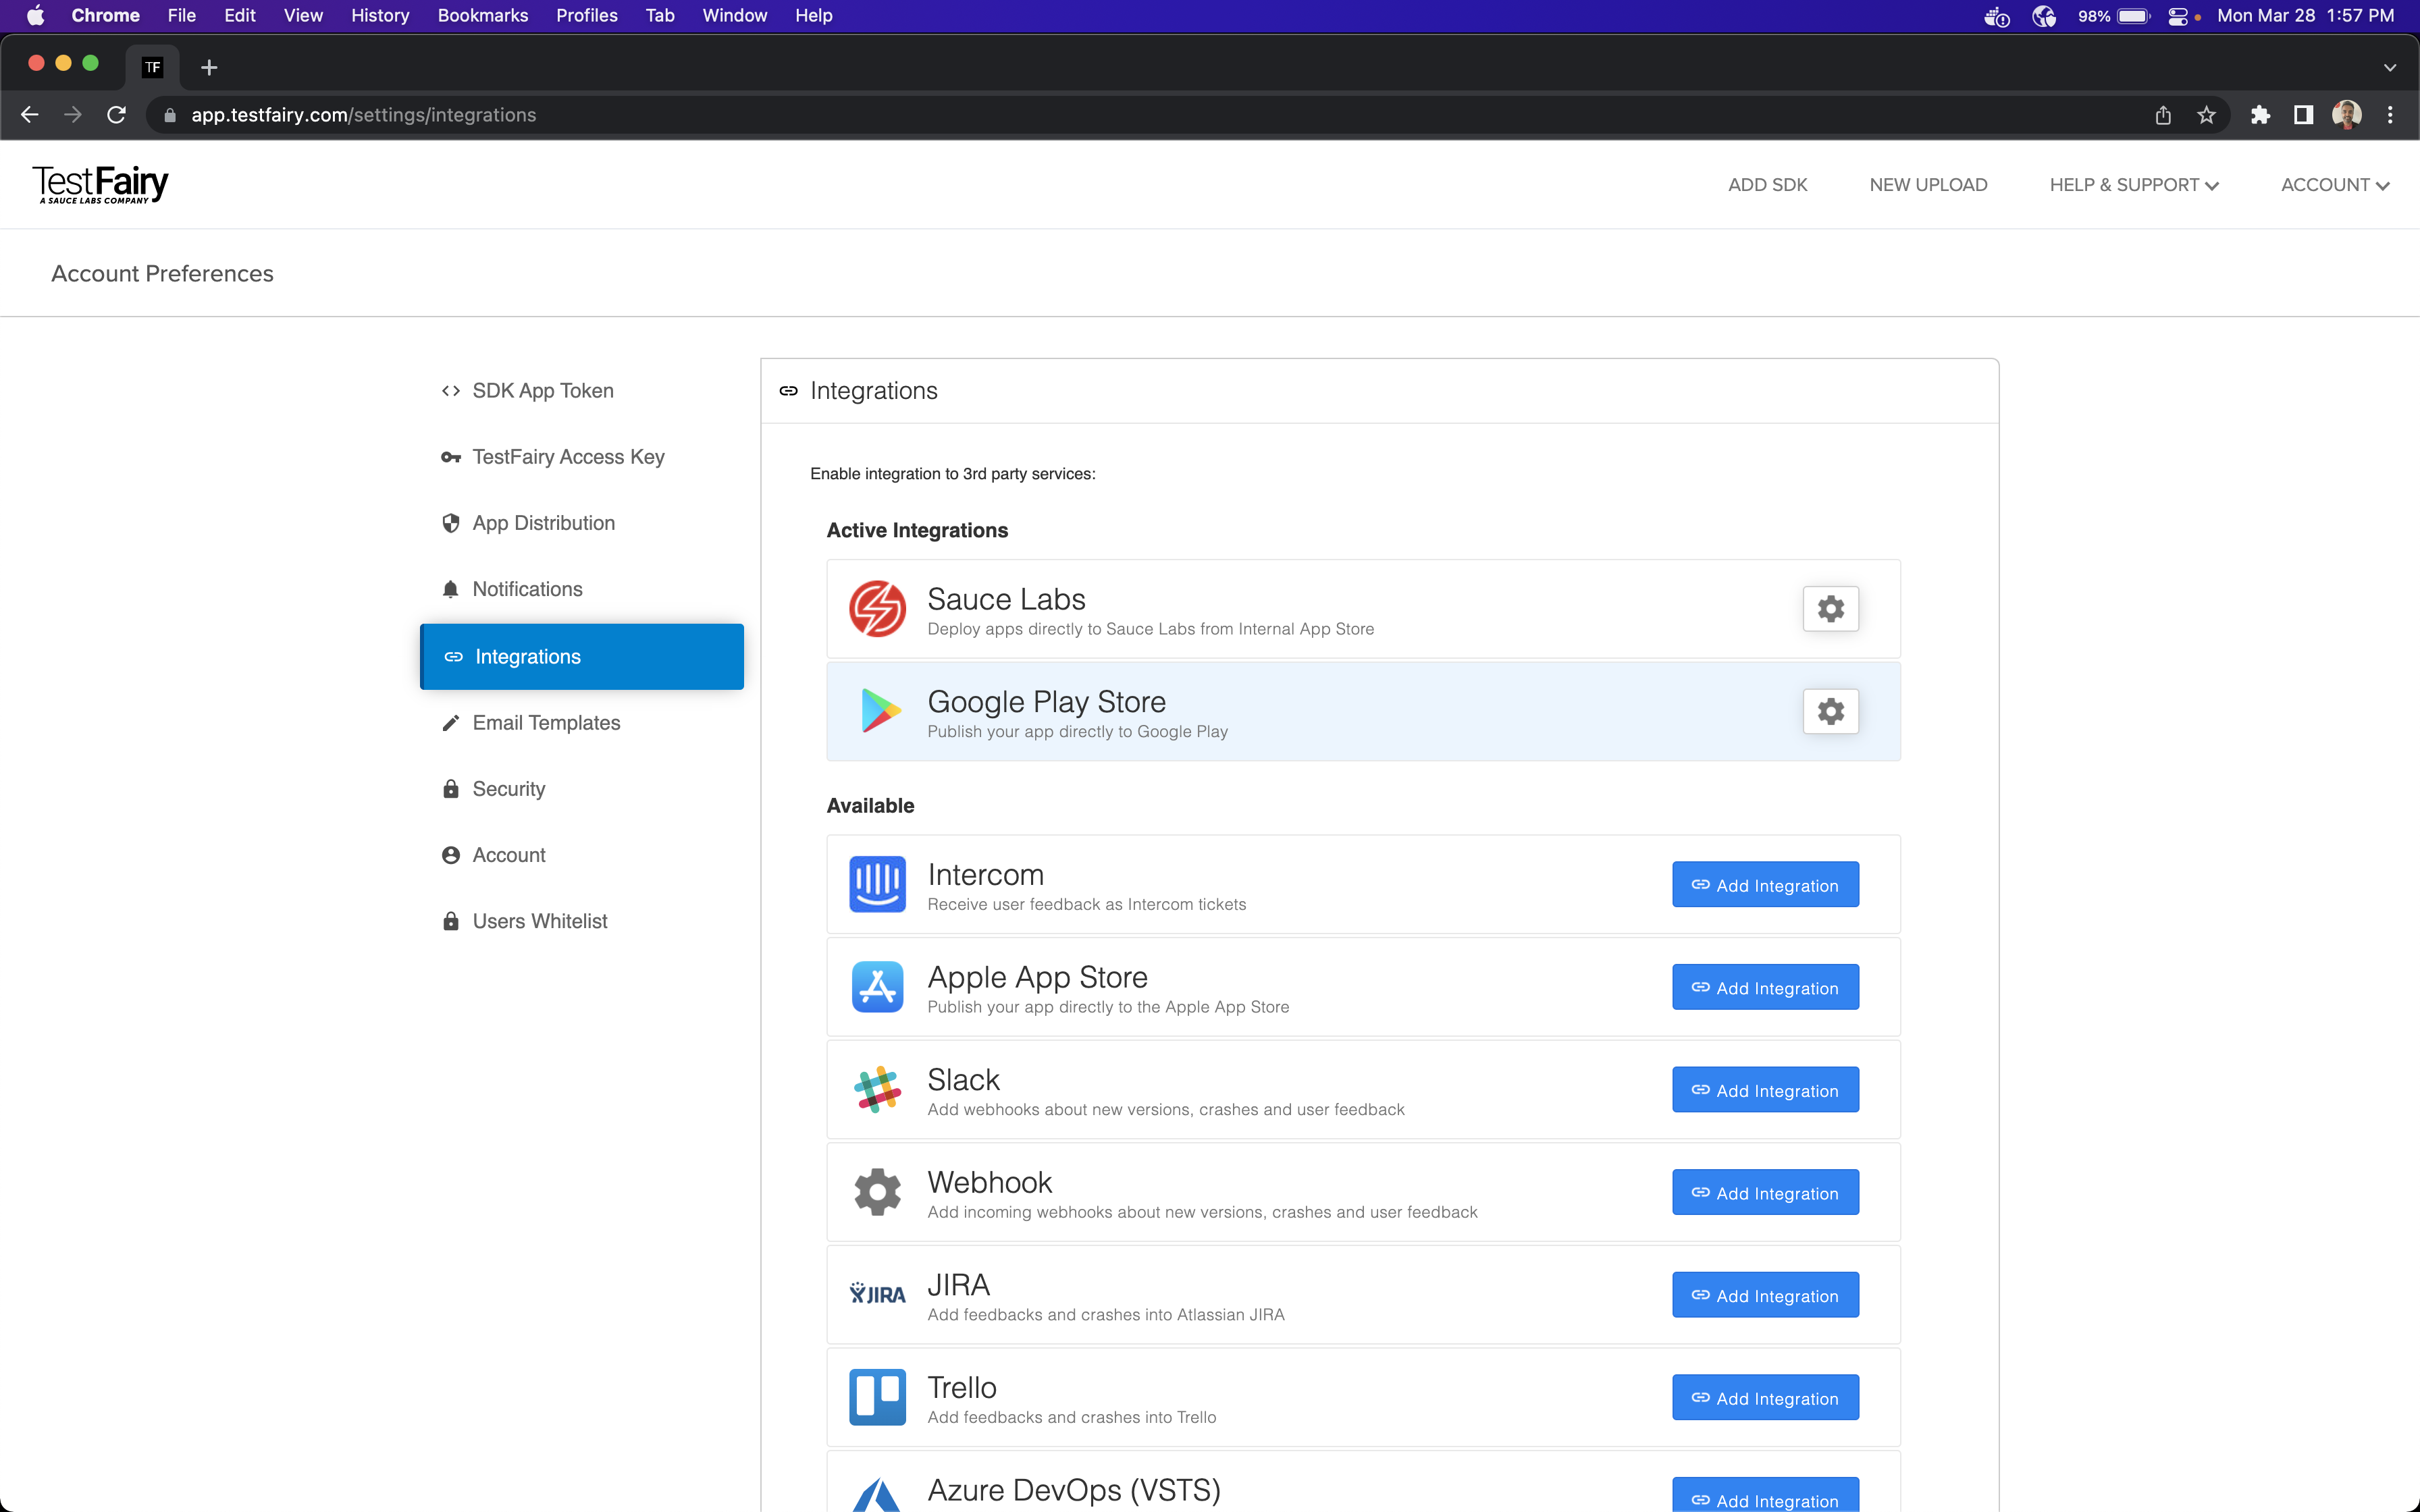 Chrome File Edit View History Bookmarks Profiles Tab Window Help 98% Mon Mar 28 1:57 PM
TF
app.testfairy.com/settings/integrations
TestFairy
A SAUCE LABS COMPANY
ADD SDK NEW UPLOAD HELP & SUPPORT ACCOUNT
Account Preferences
SDK App Token
TestFairy Access Key
App Distribution
Notifications
Integrations
Email Templates
Security
Account
Users Whitelist
Integrations
Enable integration to 3rd party services:
Active Integrations
Sauce Labs
Deploy apps directly to Sauce Labs from Internal App Store
Google Play Store
Publish your app directly to Google Play
Available
Intercom
Receive user feedback as Intercom tickets
Add Integration
Apple App Store
Publish your app directly to the Apple App Store
Add Integration
Slack
Add webhooks about new versions, crashes and user feedback
Add Integration
Webhook
Add incoming webhooks about new versions, crashes and user feedback
Add Integration
JIRA
JIRA
Add feedbacks and crashes into Atlassian JIRA
Add Integration
Trello
Add feedbacks and crashes into Trello
Add Integration
Azure DevOps (VSTS)
Add Integration